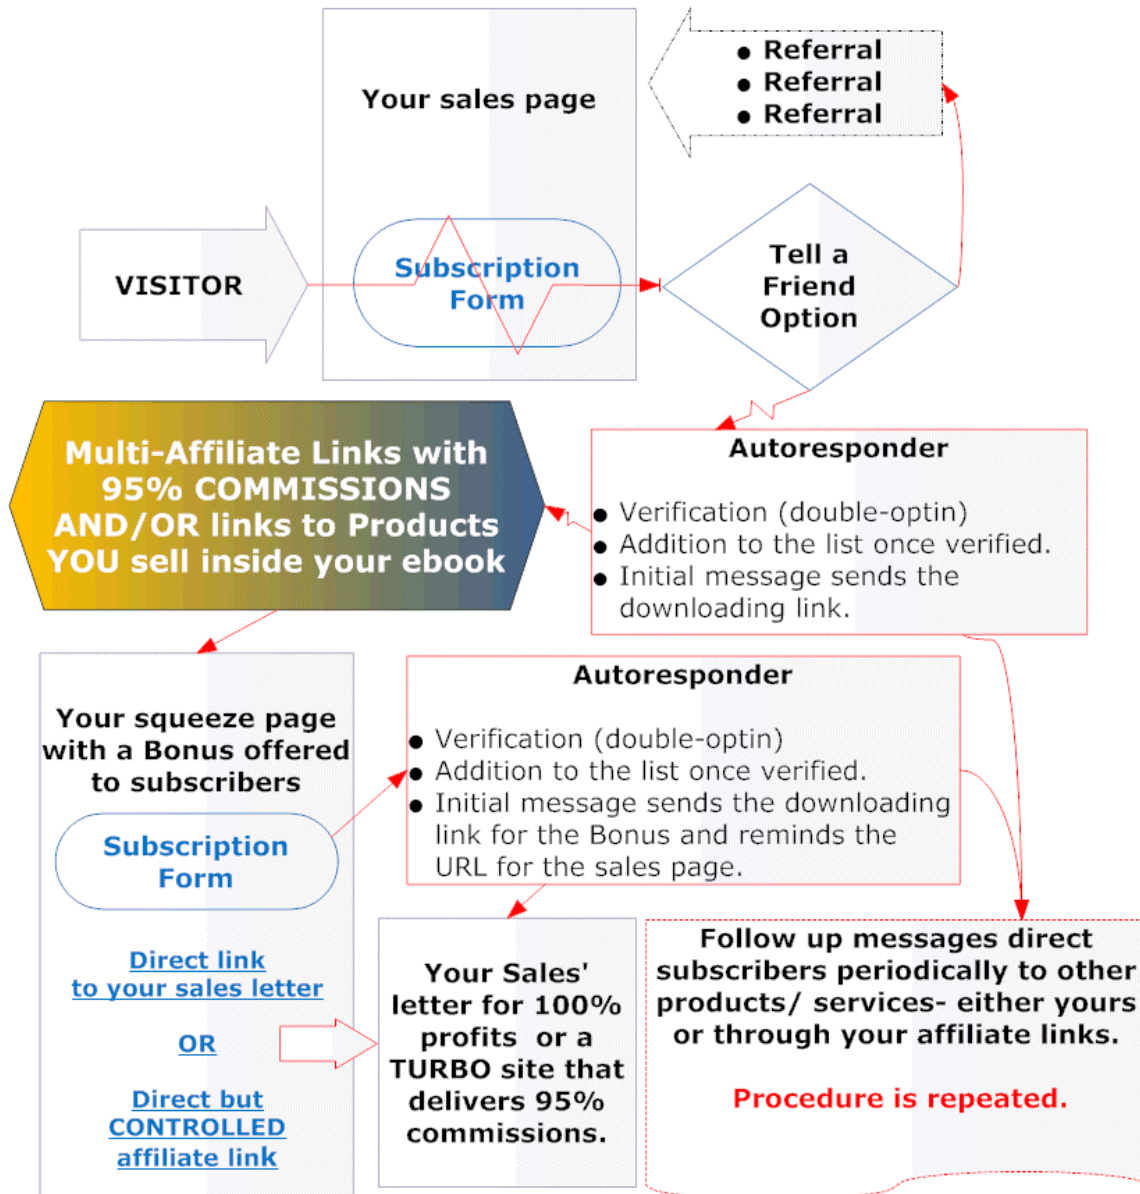 Your sales page
● Referral
● Referral
● Referral
VISITOR
Subscription
Form
Tell a
Friend
Option
Multi-Affiliate Links with
95% COMMISSIONS
AND/OR links to Products
YOU sell inside your ebook
Autoresponder
● Verification (double-optin)
● Addition to the list once verified.
● Initial message sends the
downloading link.
Your squeeze page
with a Bonus offered
to subscribers
Subscription
Form
Direct link
to your sales letter
OR
Direct but
CONTROLLED
affiliate link
Autoresponder
● Verification (double-optin)
● Addition to the list once verified.
● Initial message sends the downloading
link for the Bonus and reminds the
URL for the sales page.
Your Sales'
letter for 100%
profits or a
TURBO site that
delivers 95%
commissions.
Follow up messages direct
subscribers periodically to other
products/ services- either yours
or through your affiliate links.
Procedure is repeated.